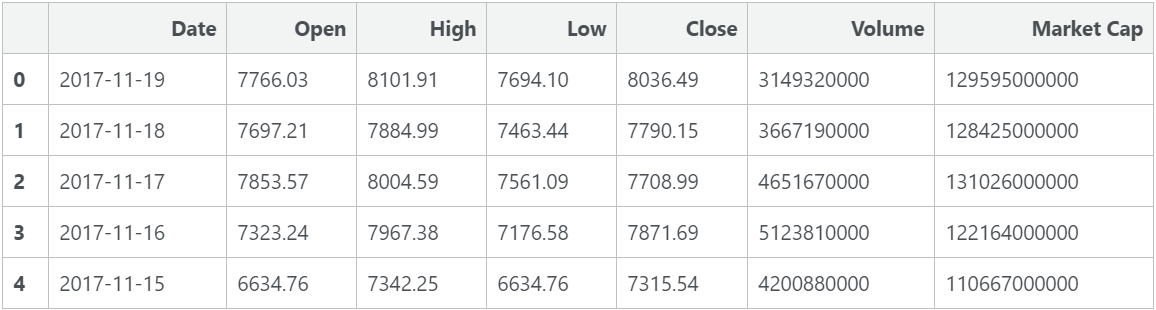 Date Open High Low Close Volume Market Cap
0 2017-11-19 7766.03 8101.91 7694.10 8036.49 3149320000 129595000000
1 2017-11-18 7697.21 7884.99 7463.44 7790.15 3667190000 128425000000
2 2017-11-17 7853.57 8004.59 7561.09 7708.99 4651670000 131026000000
3 2017-11-16 7323.24 7967.38 7176.58 7871.69 5123810000 122164000000
4 2017-11-15 6634.76 7342.25 6634.76 7315.54 4200880000 110667000000